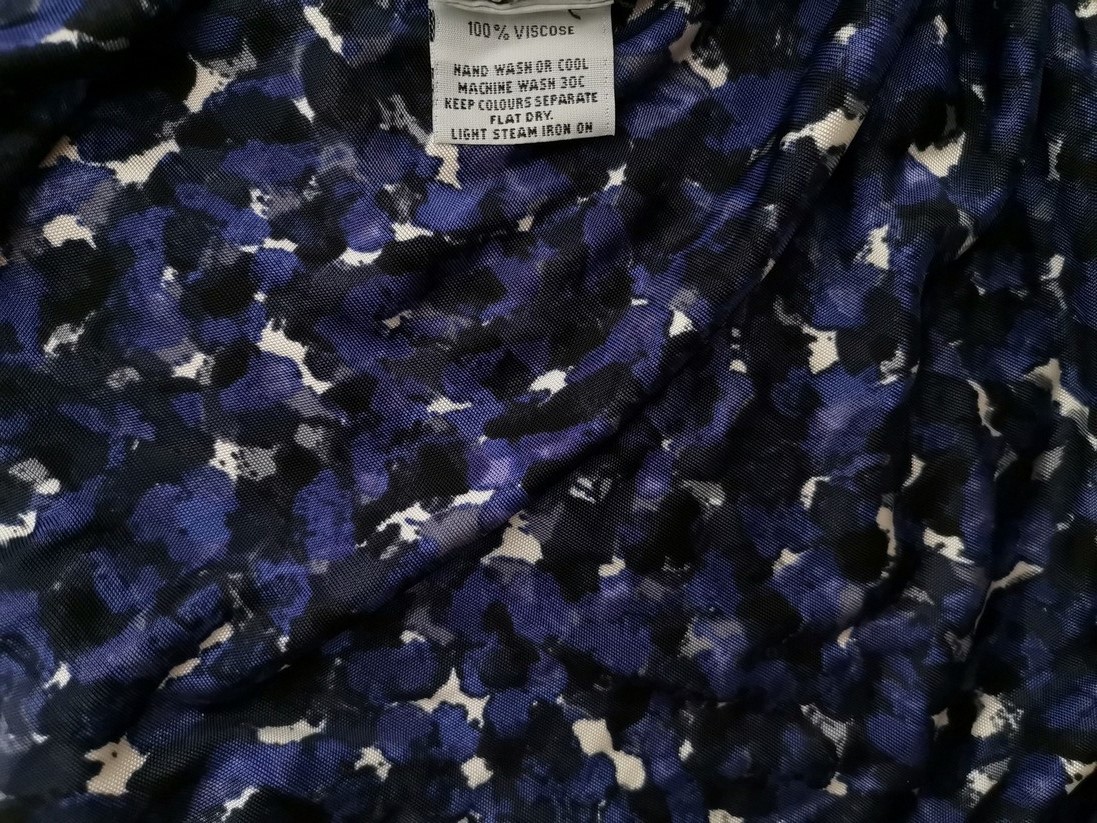 100% VISCOSE
HAND WASH OR COOL
MACHINE WASH 30C
KEEP COLOURS SEPARATE
FLAT DRY.
LIGHT STEAM IRON ON